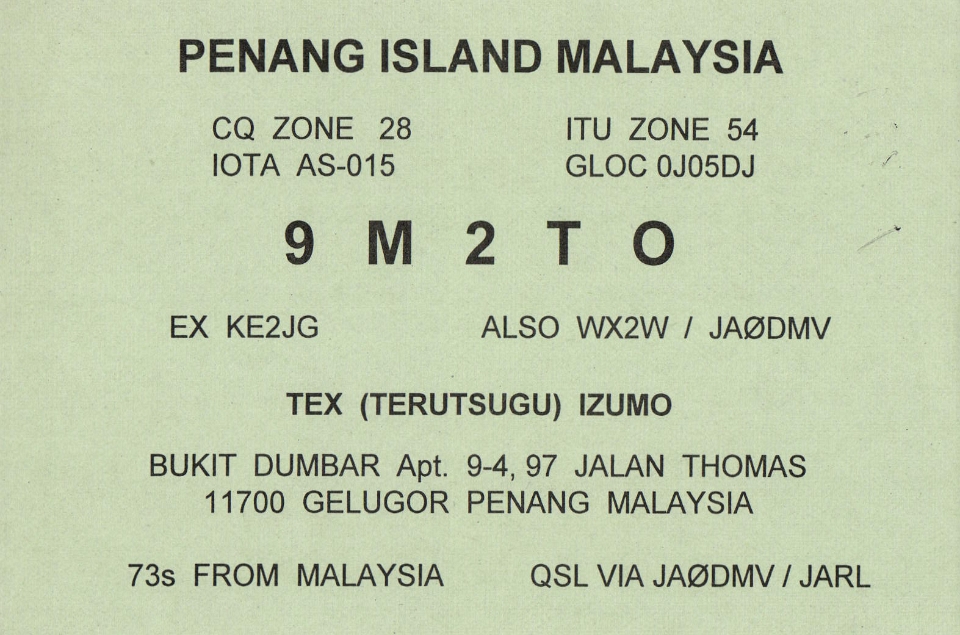 PENANG ISLAND MALAYSIA
CQ ZONE 28 ITU ZONE 54
IOTA AS-015 GLOC 0J05DJ
9 M 2 T O
EX KE2JG ALSO WX2W / JAØDMV
TEX (TERUTSUGU) IZUMO
BUKIT DUMBAR Apt. 9-4, 97 JALAN THOMAS
11700 GELUGOR PENANG MALAYSIA
73s FROM MALAYSIA QSL VIA JAØDMV / JARL